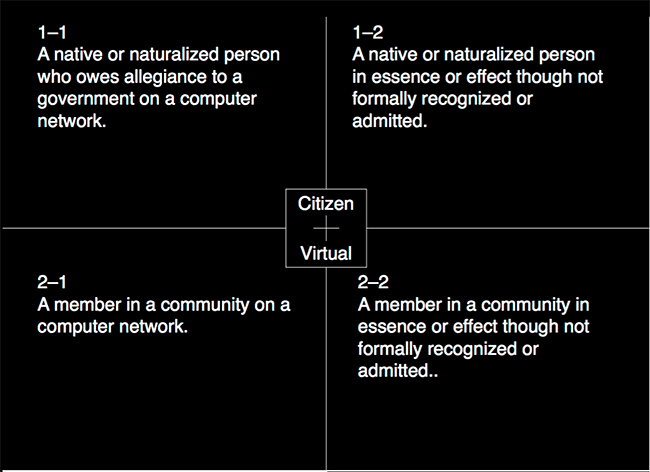 1–1
A native or naturalized person
who owes allegiance to a
government on a computer
network.
1–2
A native or naturalized person
in essence or effect though not
formally recognized or
admitted.
Citizen
Virtual
2–1
A member in a community on a
computer network.
2–2
A member in a community in
essence or effect though not
formally recognized or
admitted..